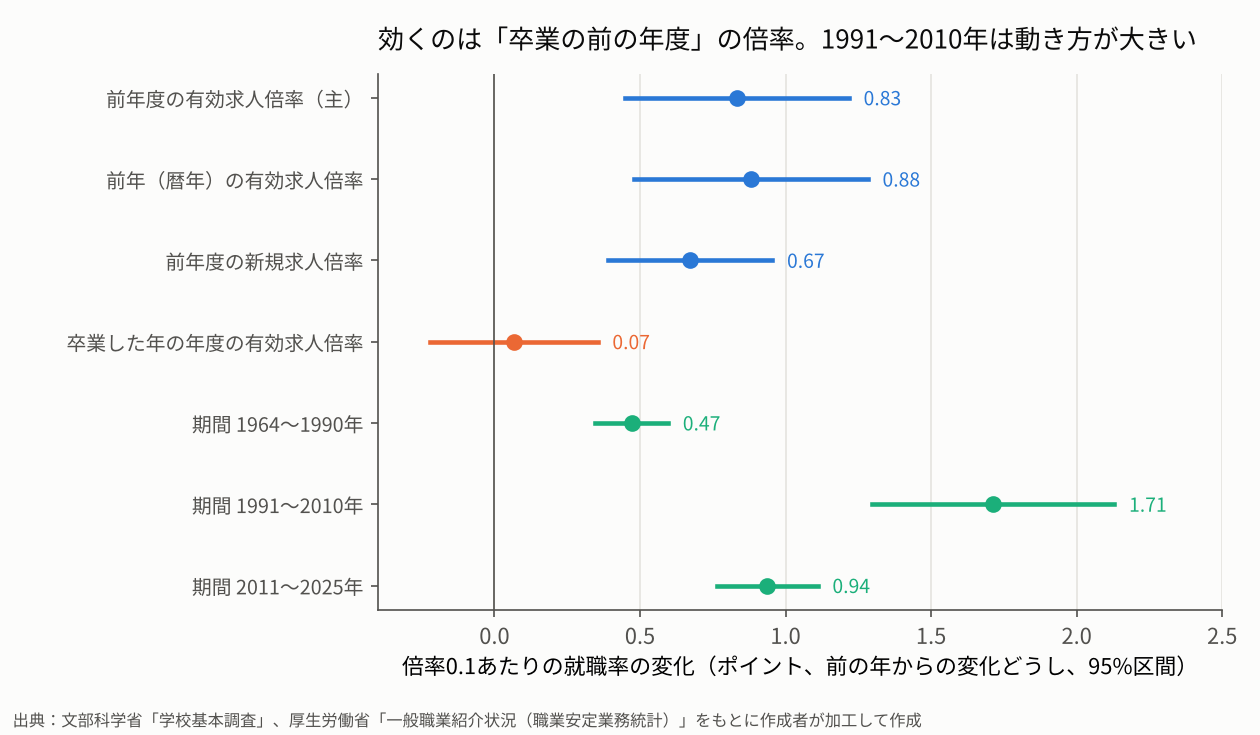 効くのは「卒業の前の年度」の倍率。1991～2010年は動き方が大きい
前年度の有効求人倍率（主） 0.83
前年（暦年）の有効求人倍率 0.88
前年度の新規求人倍率 0.67
卒業した年の年度の有効求人倍率 0.07
期間 1964～1990年 0.47
期間 1991～2010年 1.71
期間 2011～2025年 0.94
0.0 0.5 1.0 1.5 2.0 2.5
倍率0.1あたりの就職率の変化（ポイント、前の年からの変化どうし、95%区間）
出典：文部科学省「学校基本調査」、厚生労働省「一般職業紹介状況（職業安定業務統計）」をもとに作成者が加工して作成